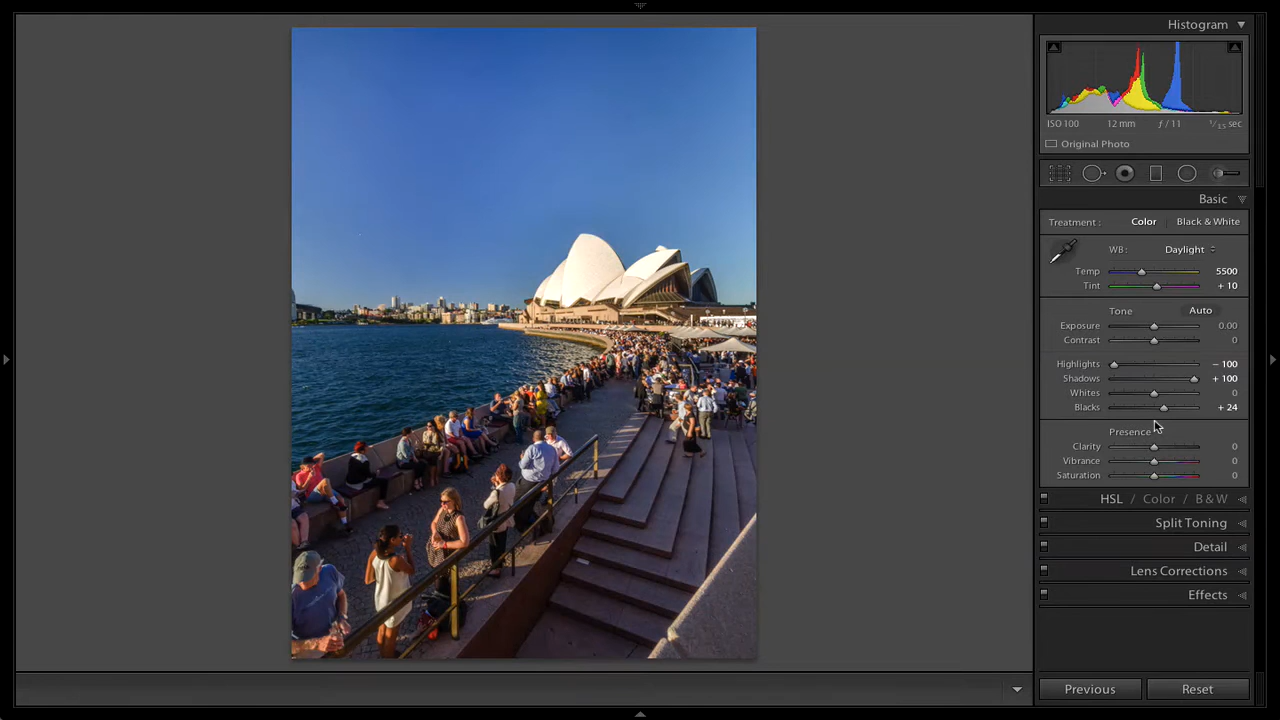 Histogram
ISO 100 12 mm ƒ / 11 ¹/₁₅ sec
Original Photo
Basic
Treatment : Color Black & White
WB : Daylight
Temp 5500
Tint + 10
Tone Auto
Exposure 0.00
Contrast 0
Highlights – 100
Shadows + 100
Whites 0
Blacks + 24
Presence
Clarity 0
Vibrance 0
Saturation 0
HSL / Color / B & W
Split Toning
Detail
Lens Corrections
Effects
Previous Reset